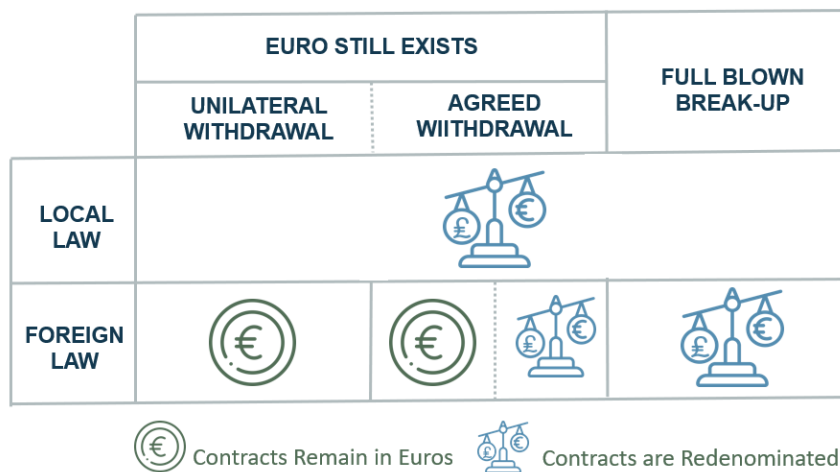 EURO STILL EXISTS
FULL BLOWN
BREAK-UP
UNILATERAL
WITHDRAWAL
AGREED
WIITHDRAWAL
LOCAL
LAW
£ €
FOREIGN
LAW
€
€
£ €
£ €
€ Contracts Remain in Euros
£ € Contracts are Redenominated